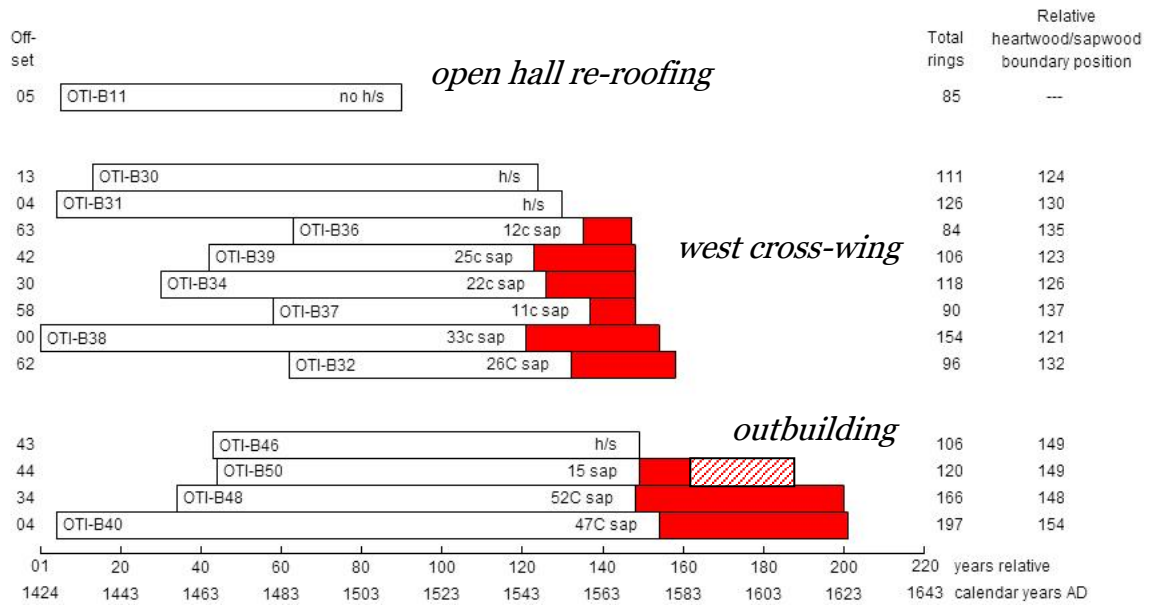 Off-
set
Total
rings
Relative
heartwood/sapwood
boundary position
open hall re-roofing
05 OTI-B11 no h/s 85 ---
13 OTI-B30 h/s 111 124
04 OTI-B31 h/s 126 130
63 OTI-B36 12c sap 84 135
west cross-wing
42 OTI-B39 25c sap 106 123
30 OTI-B34 22c sap 118 126
58 OTI-B37 11c sap 90 137
00 OTI-B38 33c sap 154 121
62 OTI-B32 26C sap 96 132
outbuilding
43 OTI-B46 h/s 106 149
44 OTI-B50 15 sap 120 149
34 OTI-B48 52C sap 166 148
04 OTI-B40 47C sap 197 154
01 20 40 60 80 100 120 140 160 180 200 220 years relative
1424 1443 1463 1483 1503 1523 1543 1563 1583 1603 1623 1643 calendar years AD